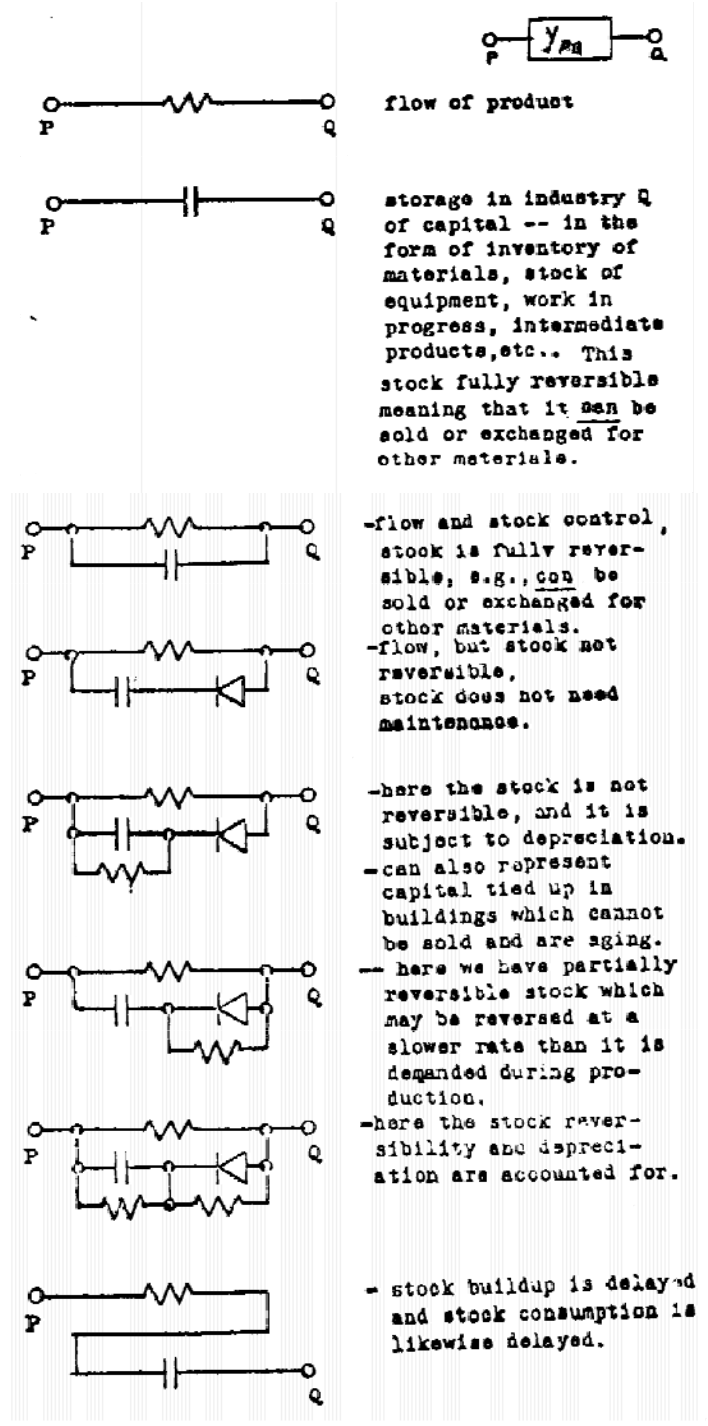 y_PQ
P Q
P Q flow of product
P Q storage in industry Q
of capital -- in the
form of inventory of
materials, stock of
equipment, work in
progress, intermediate
products,etc.. This
stock fully reversible
meaning that it can be
sold or exchanged for
other materials.
P Q -flow and stock control,
stock is fully rever-
sible, e.g., can be
sold or exchanged for
other materials.
P Q -flow, but stock not
reversible,
stock does not need
maintenance.
P Q -here the stock is not
reversible, and it is
subject to depreciation.
-can also represent
capital tied up in
buildings which cannot
be sold and are aging.
P Q -- here we have partially
reversible stock which
may be reversed at a
slower rate than it is
demanded during pro-
duction.
P Q -here the stock rever-
sibility and depreci-
ation are accounted for.
P - stock buildup is delayed
and stock consumption is
likewise delayed.
Q